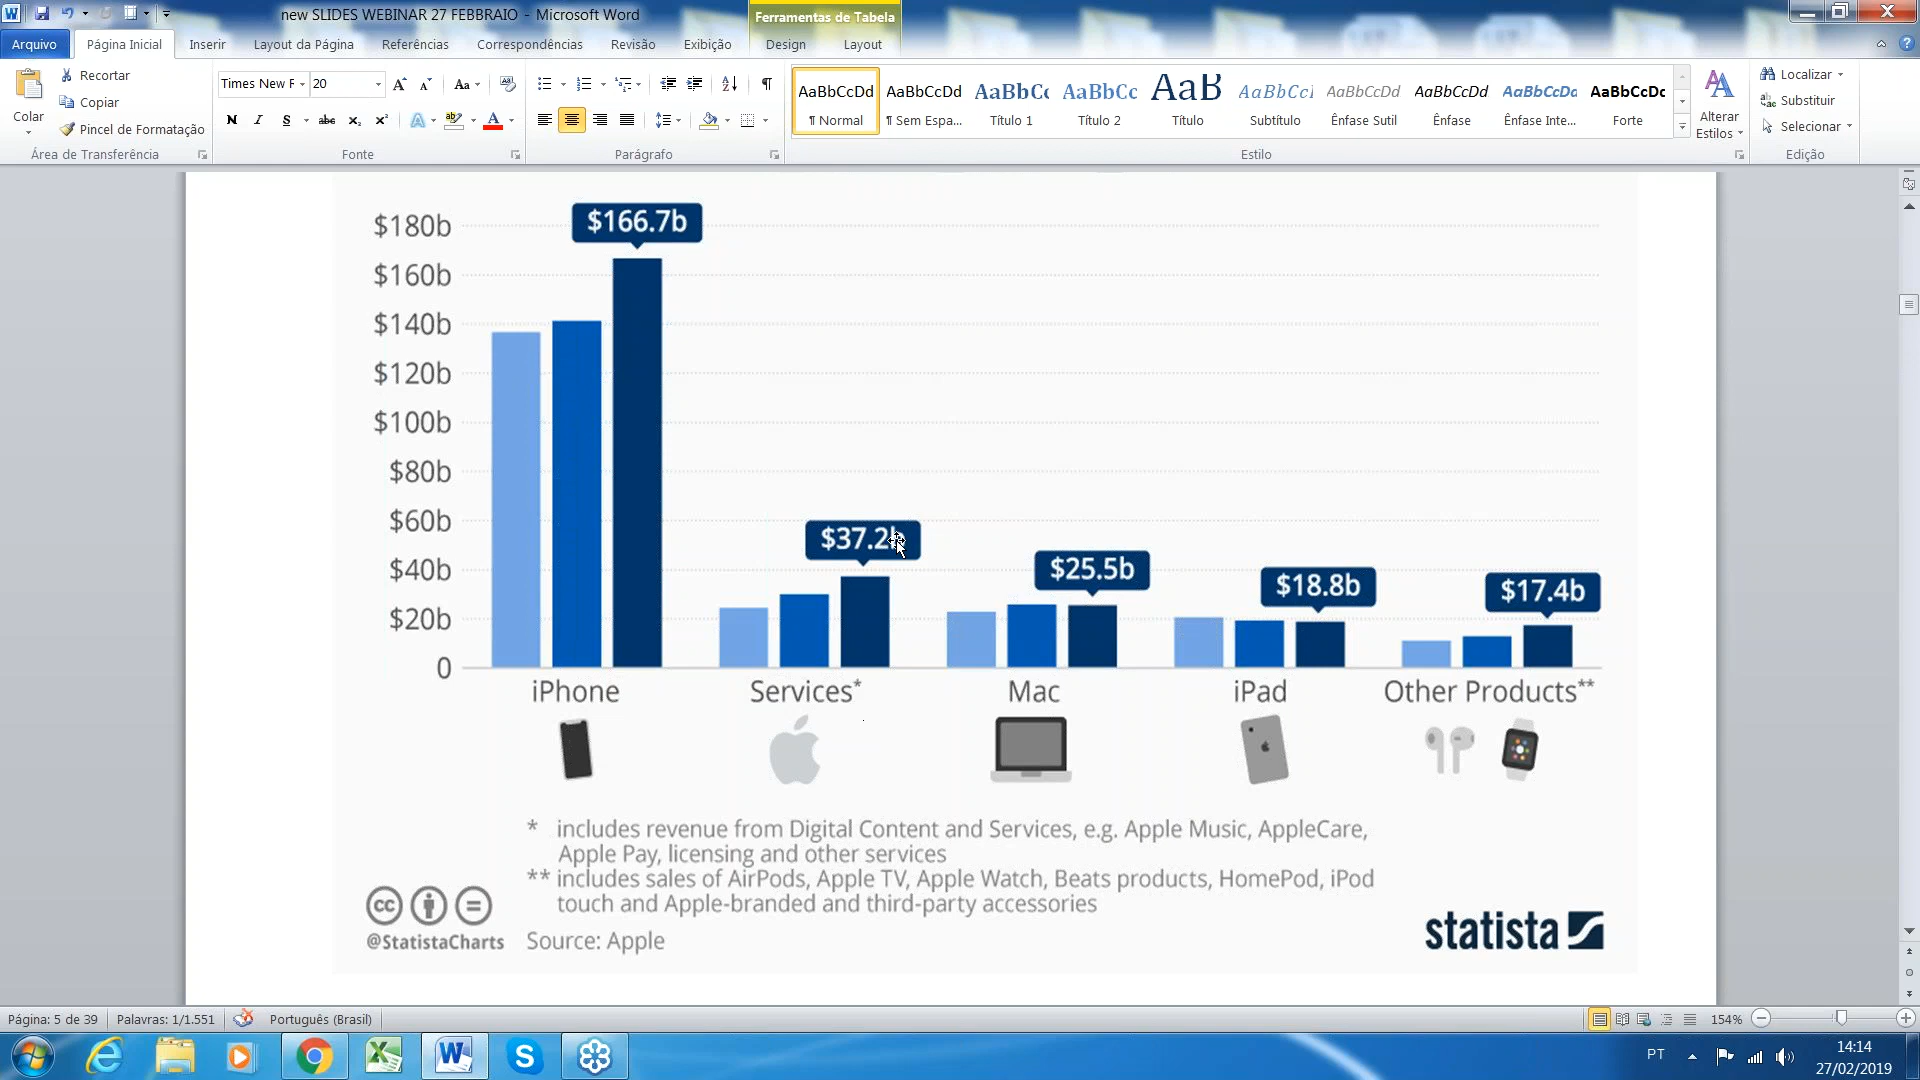 new SLIDES WEBINAR 27 FEBBRAIO - Microsoft Word
Ferramentas de Tabela
Arquivo Página Inicial Inserir Layout da Página Referências Correspondências Revisão Exibição Design Layout
Colar
Recortar
Copiar
Pincel de Formatação
Área de Transferência
Times New F 20
N I S abc x₂ x²
Fonte
Parágrafo
AaBbCcDd AaBbCcDd AaBbCc AaBbCc AaB AaBbCcI AaBbCcDd AaBbCcDd AaBbCcDd AaBbCcDc
¶ Normal ¶ Sem Espa... Título 1 Título 2 Título Subtítulo Ênfase Sutil Ênfase Ênfase Inte... Forte
Estilo
Alterar
Estilos
Localizar
Substituir
Selecionar
Edição
$180b
$160b
$140b
$120b
$100b
$80b
$60b
$40b
$20b
0
$166.7b
$37.2b
$25.5b
$18.8b
$17.4b
iPhone Services* Mac iPad Other Products**
* includes revenue from Digital Content and Services, e.g. Apple Music, AppleCare,
Apple Pay, licensing and other services
** includes sales of AirPods, Apple TV, Apple Watch, Beats products, HomePod, iPod
touch and Apple-branded and third-party accessories
cc
@StatistaCharts
Source: Apple
statista
Página: 5 de 39 Palavras: 1/1.551 Português (Brasil) 154%
PT
14:14
27/02/2019